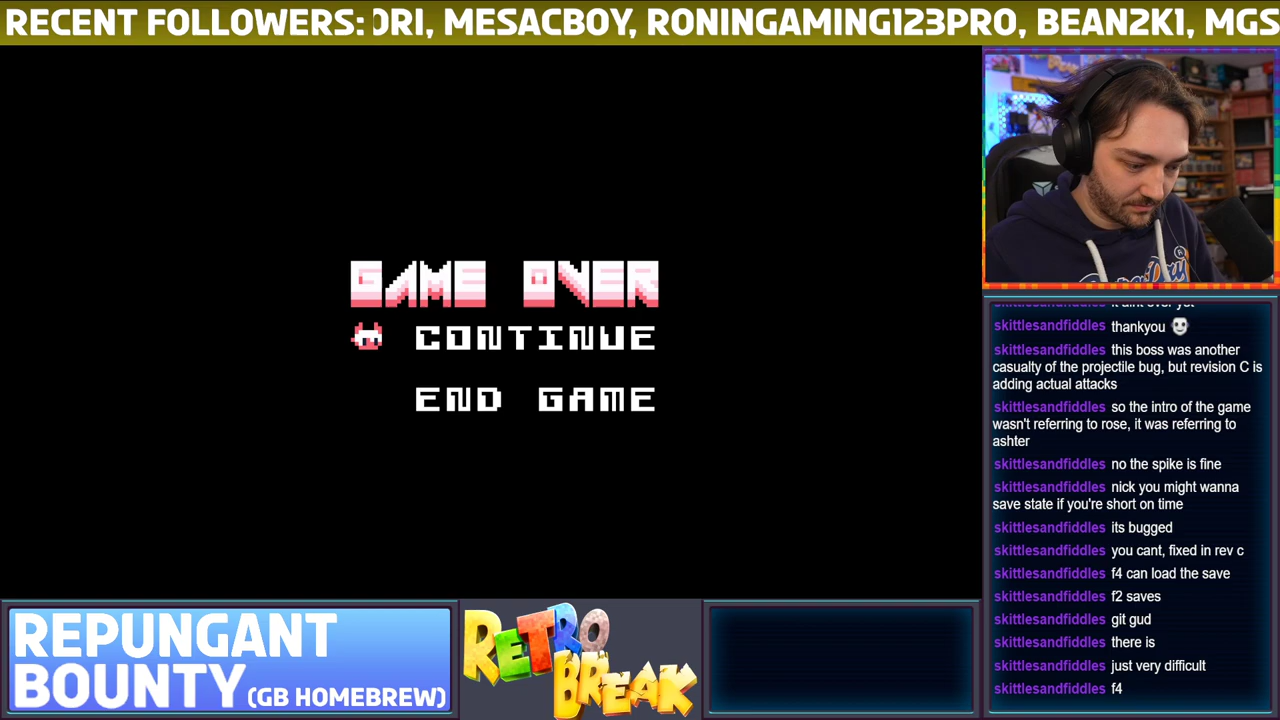 RECENT FOLLOWERS: ORI, MESACBOY, RONINGAMING123PRO, BEAN2K1, MGS
GAME OVER
CONTINUE
END GAME
skittlesandfiddles it aint over yet
skittlesandfiddles thankyou
skittlesandfiddles this boss was another
casualty of the projectile bug, but revision C is
adding actual attacks
skittlesandfiddles so the intro of the game
wasn't referring to rose, it was referring to
ashter
skittlesandfiddles no the spike is fine
skittlesandfiddles nick you might wanna
save state if you're short on time
skittlesandfiddles its bugged
skittlesandfiddles you cant, fixed in rev c
skittlesandfiddles f4 can load the save
skittlesandfiddles f2 saves
skittlesandfiddles git gud
skittlesandfiddles there is
skittlesandfiddles just very difficult
skittlesandfiddles f4
REPUNGANT
BOUNTY (GB HOMEBREW)
RETRO
BREAK